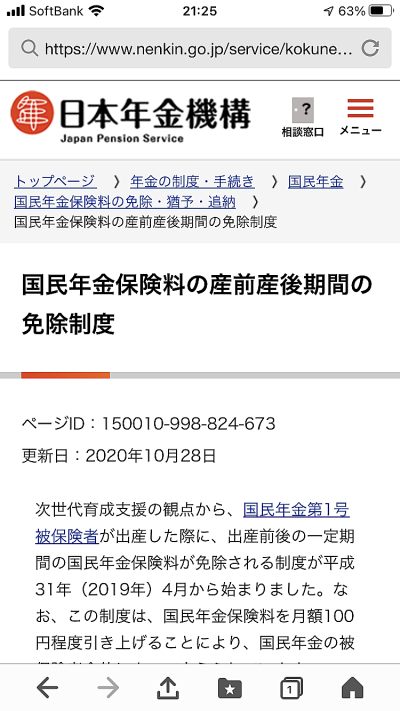 SoftBank 21:25 63%
https://www.nenkin.go.jp/service/kokune...
日本年金機構
Japan Pension Service
相談窓口 メニュー
トップページ 〉 年金の制度・手続き 〉 国民年金 〉
国民年金保険料の免除・猶予・追納 〉
国民年金保険料の産前産後期間の免除制度
国民年金保険料の産前産後期間の
免除制度
ページID：150010-998-824-673
更新日：2020年10月28日
次世代育成支援の観点から、国民年金第1号
被保険者が出産した際に、出産前後の一定期
間の国民年金保険料が免除される制度が平成
31年（2019年）4月から始まりました。な
お、この制度は、国民年金保険料を月額100
円程度引き上げることにより、国民年金の被
1